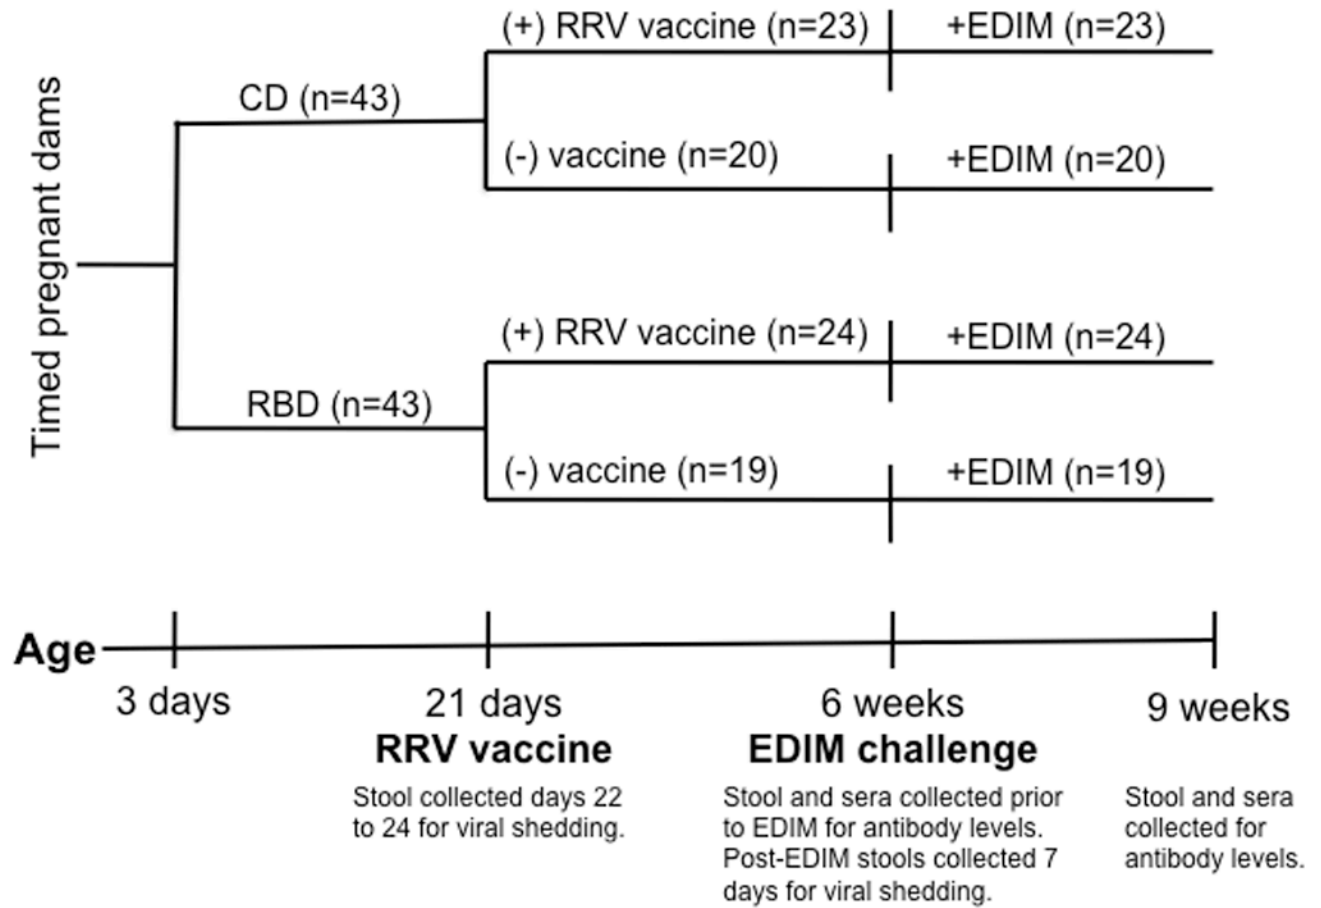 Timed pregnant dams
CD (n=43)
(+) RRV vaccine (n=23)
+EDIM (n=23)
(-) vaccine (n=20)
+EDIM (n=20)
RBD (n=43)
(+) RRV vaccine (n=24)
+EDIM (n=24)
(-) vaccine (n=19)
+EDIM (n=19)
Age
3 days
21 days
RRV vaccine
Stool collected days 22
to 24 for viral shedding.
6 weeks
EDIM challenge
Stool and sera collected prior
to EDIM for antibody levels.
Post-EDIM stools collected 7
days for viral shedding.
9 weeks
Stool and sera
collected for
antibody levels.